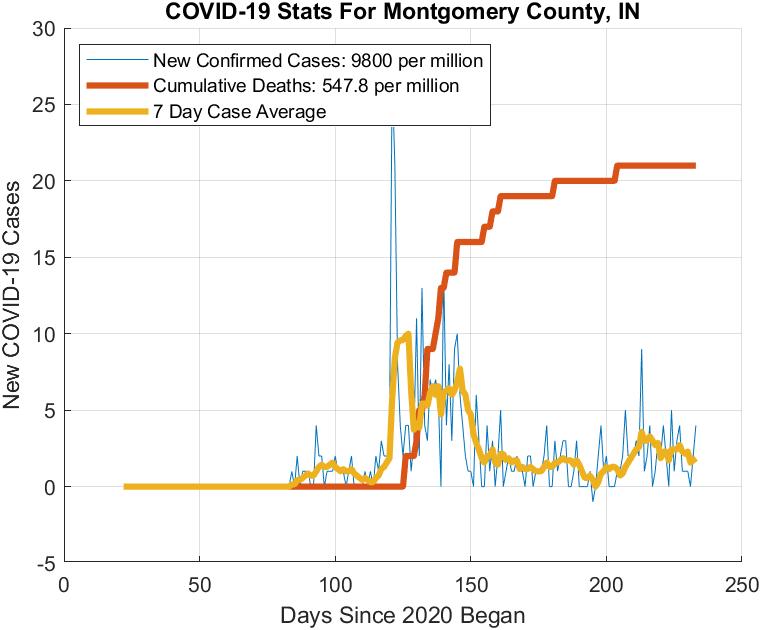 COVID-19 Stats For Montgomery County, IN
New COVID-19 Cases
30
25
20
15
10
5
0
-5
New Confirmed Cases: 9800 per million
Cumulative Deaths: 547.8 per million
7 Day Case Average
0 50 100 150 200 250
Days Since 2020 Began